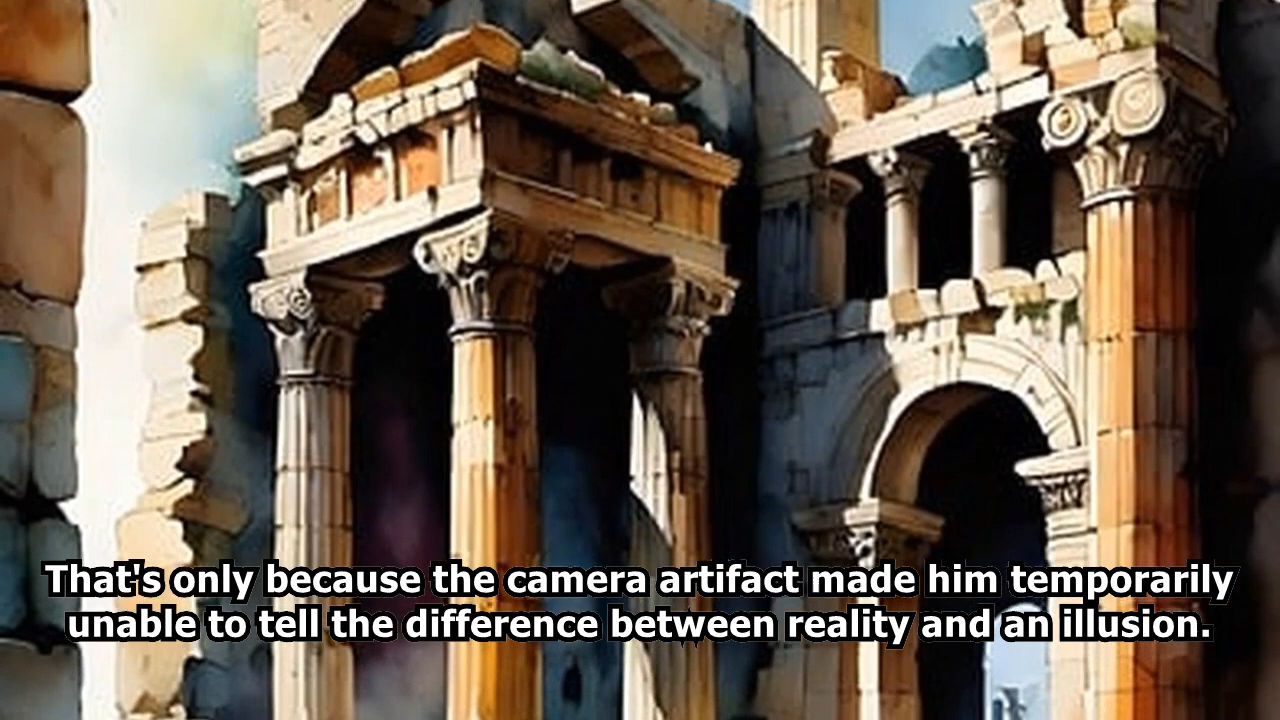 That's only because the camera artifact made him temporarily
unable to tell the difference between reality and an illusion.